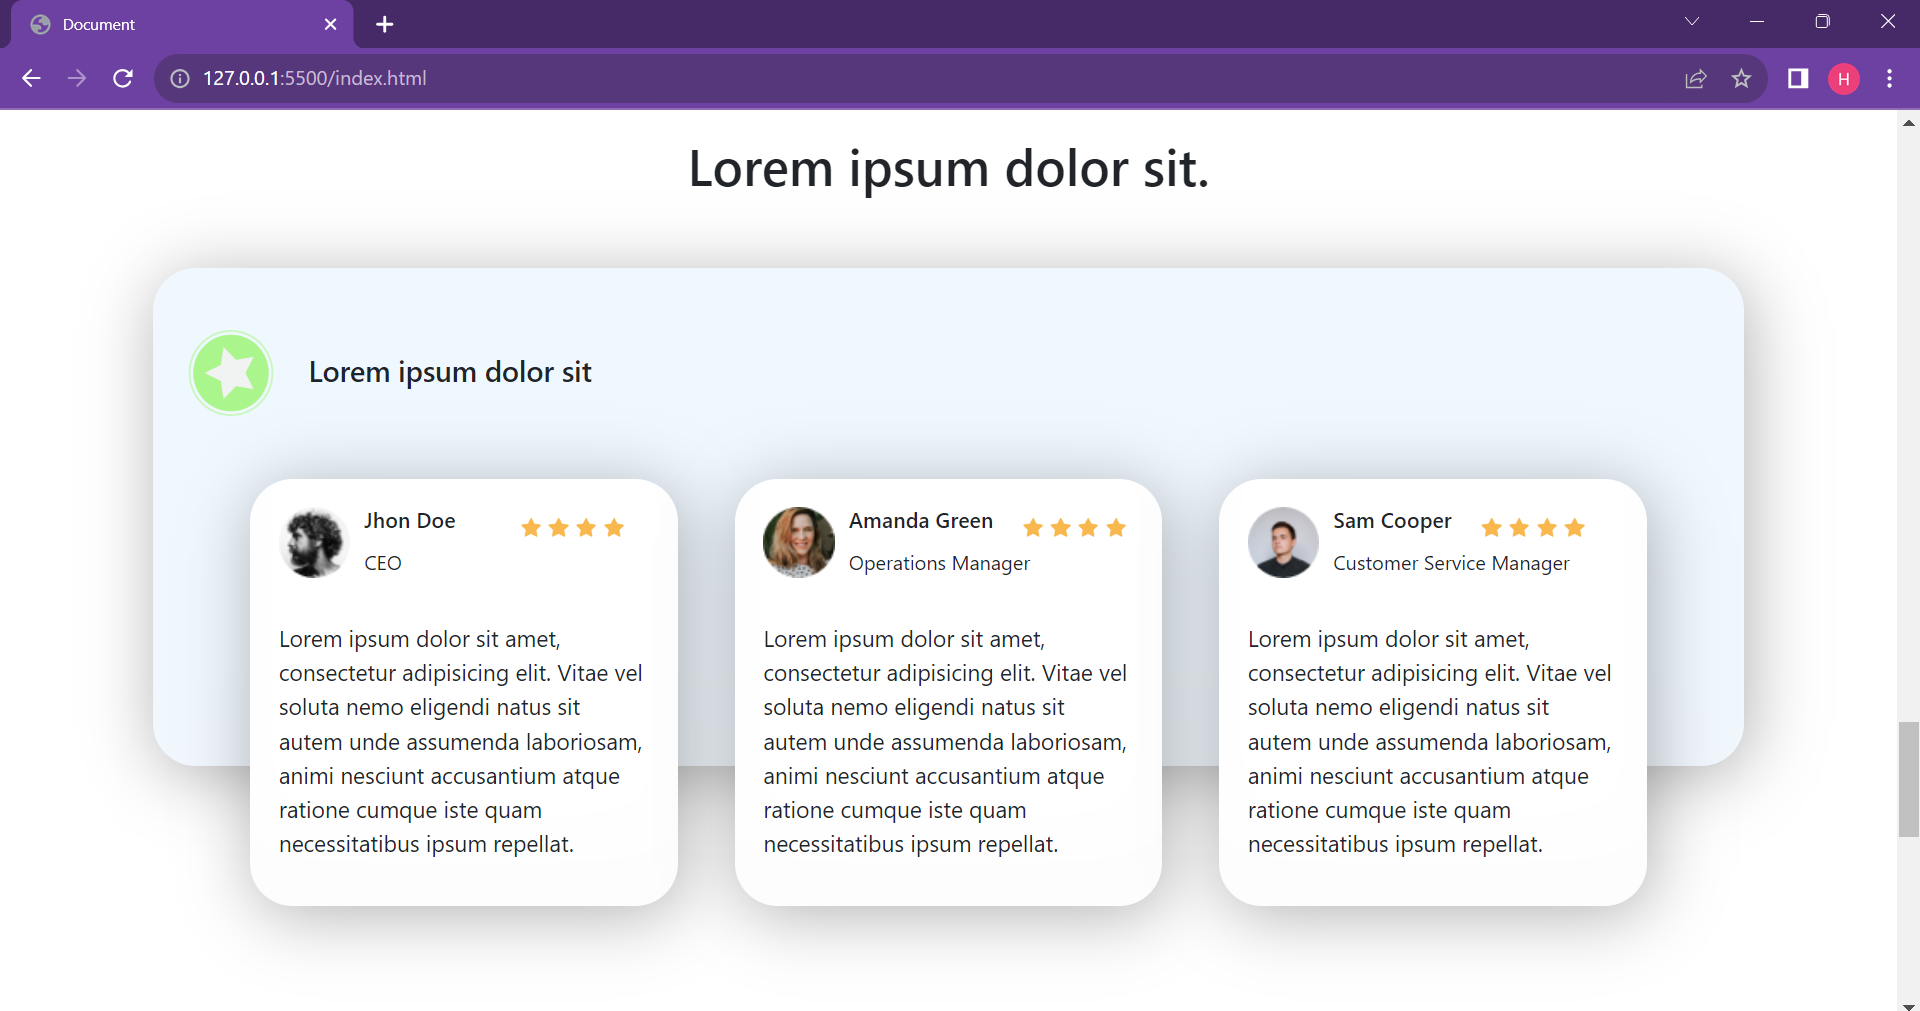 Document
127.0.0.1:5500/index.html
H
Lorem ipsum dolor sit.
Lorem ipsum dolor sit
Jhon Doe
CEO
Lorem ipsum dolor sit amet,
consectetur adipisicing elit. Vitae vel
soluta nemo eligendi natus sit
autem unde assumenda laboriosam,
animi nesciunt accusantium atque
ratione cumque iste quam
necessitatibus ipsum repellat.
Amanda Green
Operations Manager
Lorem ipsum dolor sit amet,
consectetur adipisicing elit. Vitae vel
soluta nemo eligendi natus sit
autem unde assumenda laboriosam,
animi nesciunt accusantium atque
ratione cumque iste quam
necessitatibus ipsum repellat.
Sam Cooper
Customer Service Manager
Lorem ipsum dolor sit amet,
consectetur adipisicing elit. Vitae vel
soluta nemo eligendi natus sit
autem unde assumenda laboriosam,
animi nesciunt accusantium atque
ratione cumque iste quam
necessitatibus ipsum repellat.